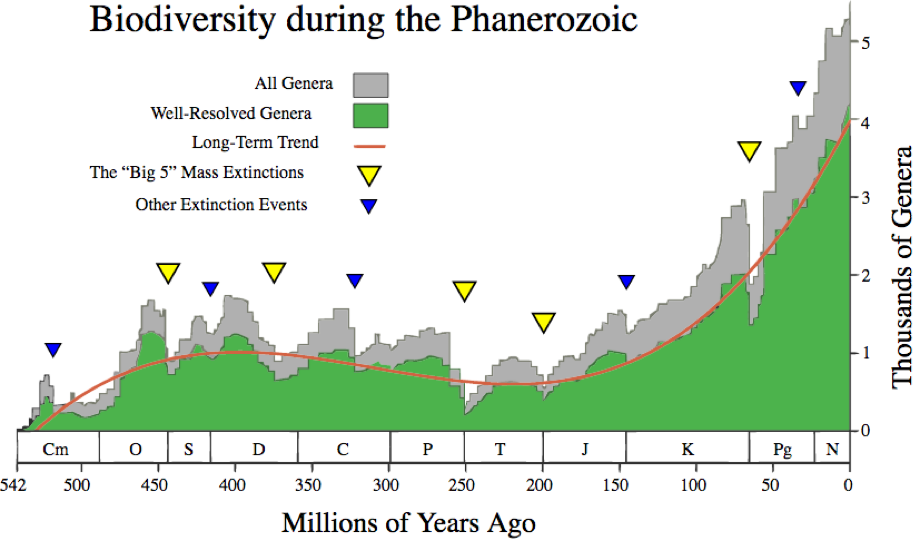 Biodiversity during the Phanerozoic
All Genera
Well-Resolved Genera
Long-Term Trend
The “Big 5” Mass Extinctions
Other Extinction Events
5
4
3
2
1
0
Thousands of Genera
Cm O S D C P T J K Pg N
542 500 450 400 350 300 250 200 150 100 50 0
Millions of Years Ago